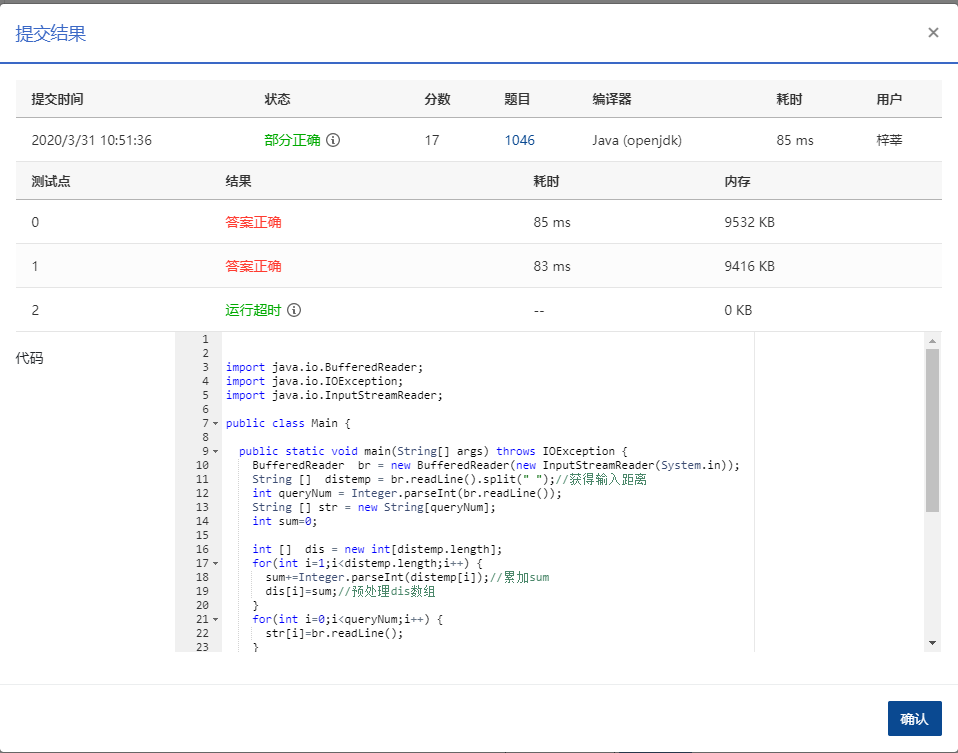 提交结果
×
提交时间 状态 分数 题目 编译器 耗时 用户
2020/3/31 10:51:36 部分正确 17 1046 Java (openjdk) 85 ms 梓莘
测试点 结果 耗时 内存
0 答案正确 85 ms 9532 KB
1 答案正确 83 ms 9416 KB
2 运行超时 -- 0 KB
代码
1
2
3 import java.io.BufferedReader;
4 import java.io.IOException;
5 import java.io.InputStreamReader;
6
7 public class Main {
8
9 public static void main(String[] args) throws IOException {
10 BufferedReader  br = new BufferedReader(new InputStreamReader(System.in));
11 String []  distemp = br.readLine().split(" ");//获得输入距离
12 int queryNum = Integer.parseInt(br.readLine());
13 String [] str = new String[queryNum];
14 int sum=0;
15
16 int []  dis = new int[distemp.length];
17 for(int i=1;i<distemp.length;i++) {
18 sum+=Integer.parseInt(distemp[i]);//累加sum
19 dis[i]=sum;//预处理dis数组
20 }
21 for(int i=0;i<queryNum;i++) {
22 str[i]=br.readLine();
23 }
确认